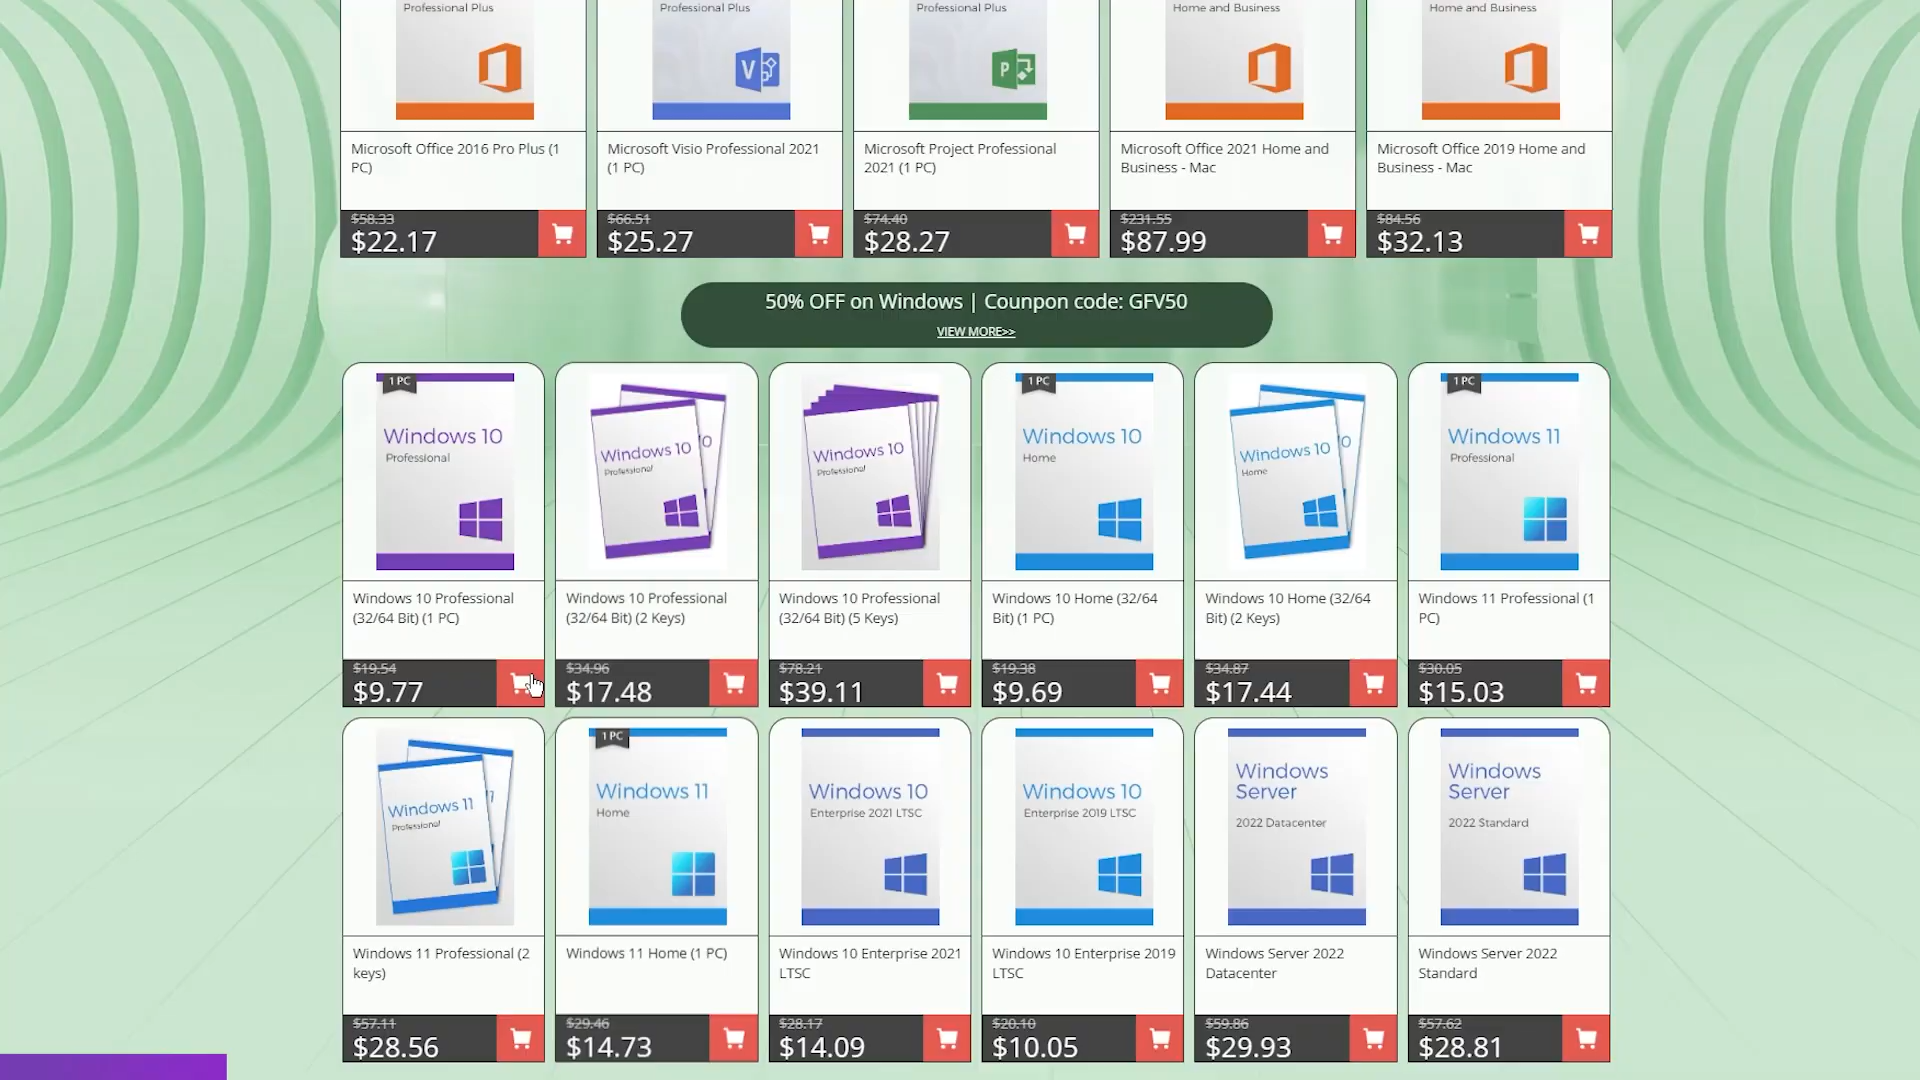 Professional Plus
Professional Plus
Professional Plus
Home and Business
Home and Business
Microsoft Office 2016 Pro Plus (1
PC)
Microsoft Visio Professional 2021
(1 PC)
Microsoft Project Professional
2021 (1 PC)
Microsoft Office 2021 Home and
Business - Mac
Microsoft Office 2019 Home and
Business - Mac
$58.33
$22.17
$66.51
$25.27
$74.40
$28.27
$231.55
$87.99
$84.56
$32.13
50% OFF on Windows | Counpon code: GFV50
VIEW MORE>>
1 PC
Windows 10
Professional
Windows 10
Professional
Windows 10
Professional
1 PC
Windows 10
Home
Windows 10
Home
1 PC
Windows 11
Professional
Windows 10 Professional
(32/64 Bit) (1 PC)
Windows 10 Professional
(32/64 Bit) (2 Keys)
Windows 10 Professional
(32/64 Bit) (5 Keys)
Windows 10 Home (32/64
Bit) (1 PC)
Windows 10 Home (32/64
Bit) (2 Keys)
Windows 11 Professional (1
PC)
$19.54
$9.77
$34.96
$17.48
$78.21
$39.11
$19.38
$9.69
$34.87
$17.44
$30.05
$15.03
Windows 11
Professional
1 PC
Windows 11
Home
Windows 10
Enterprise 2021 LTSC
Windows 10
Enterprise 2019 LTSC
Windows
Server
2022 Datacenter
Windows
Server
2022 Standard
Windows 11 Professional (2
keys)
Windows 11 Home (1 PC)
Windows 10 Enterprise 2021
LTSC
Windows 10 Enterprise 2019
LTSC
Windows Server 2022
Datacenter
Windows Server 2022
Standard
$57.11
$28.56
$29.46
$14.73
$28.17
$14.09
$20.10
$10.05
$59.86
$29.93
$57.62
$28.81